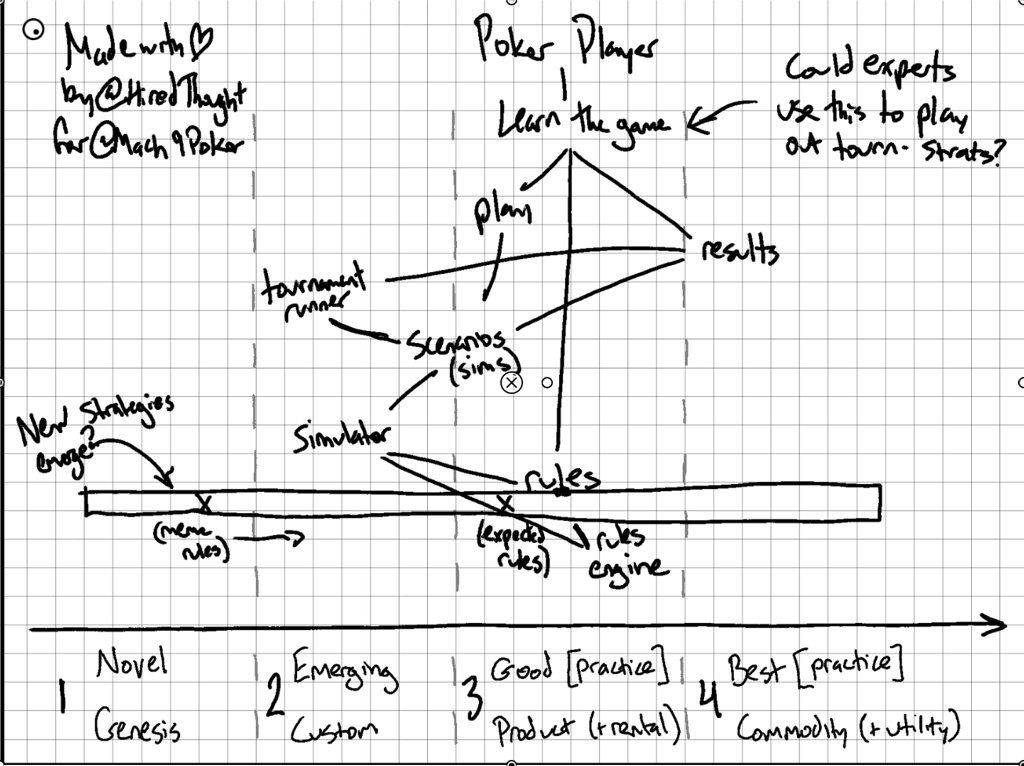 Made with ♡
by @HiredThought
for @Mach9Poker
Poker Player
Learn the game
Could experts
use this to play
out tourn. strats?
plan
results
tournament
runner
Scenarios
(sims)
New strategies
emerge?
Simulator
rules
X
X
(meme
rules)
(expected
rules)
rules
engine
1
Novel
Genesis
2
Emerging
Custom
3
Good [practice]
Product (+rental)
4
Best [practice]
Commodity (+utility)